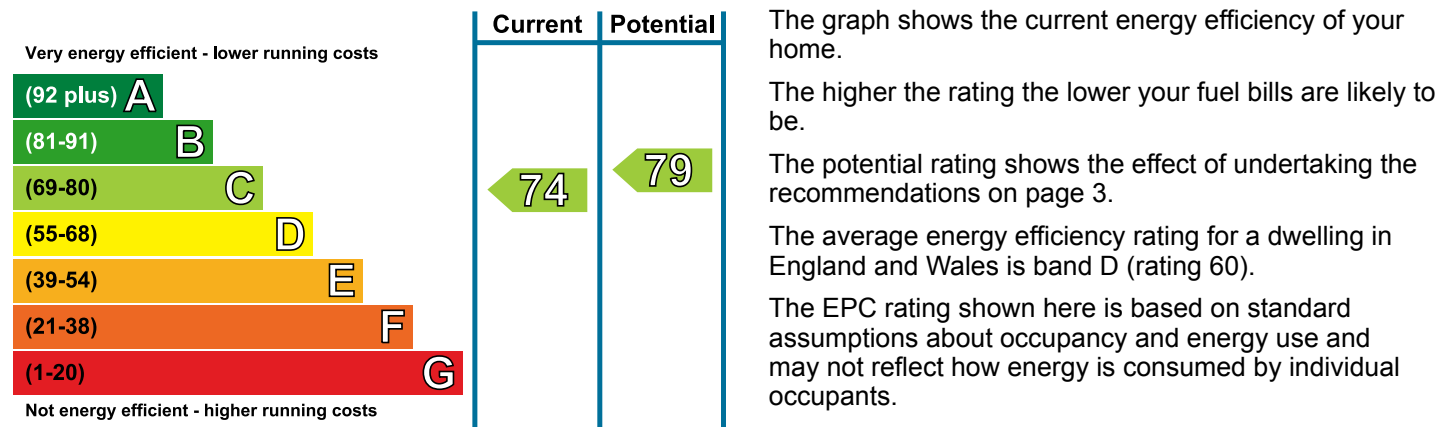 Current Potential
Very energy efficient - lower running costs
(92 plus) A
(81-91) B
(69-80) C
(55-68) D
(39-54) E
(21-38) F
(1-20) G
Not energy efficient - higher running costs
74
79
The graph shows the current energy efficiency of your
home.
The higher the rating the lower your fuel bills are likely to
be.
The potential rating shows the effect of undertaking the
recommendations on page 3.
The average energy efficiency rating for a dwelling in
England and Wales is band D (rating 60).
The EPC rating shown here is based on standard
assumptions about occupancy and energy use and
may not reflect how energy is consumed by individual
occupants.